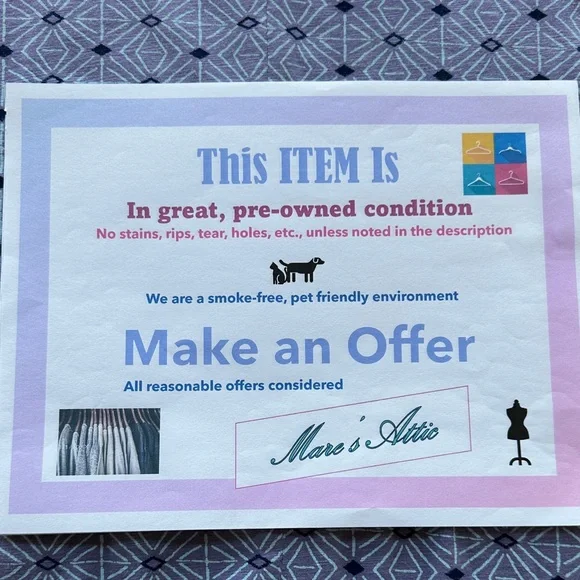 This ITEM Is
In great, pre-owned condition
No stains, rips, tear, holes, etc., unless noted in the description
We are a smoke-free, pet friendly environment
Make an Offer
All reasonable offers considered
Mare's Attic